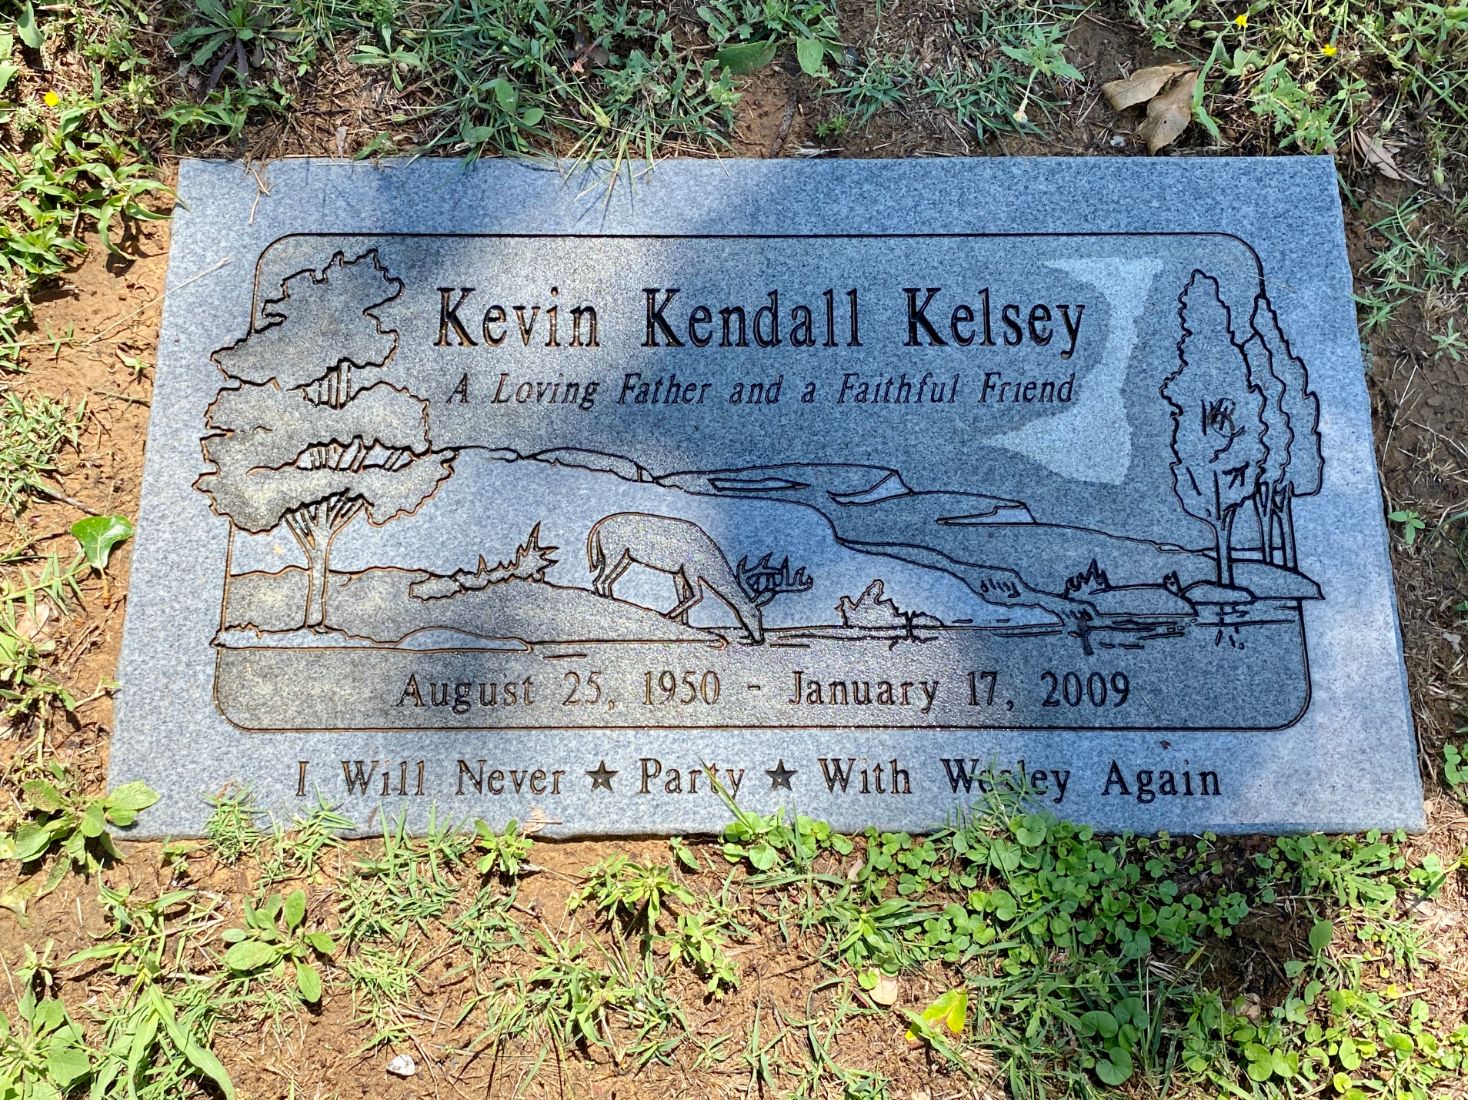 Kevin Kendall Kelsey
A Loving Father and a Faithful Friend
August 25, 1950 - January 17, 2009
I Will Never ★ Party ★ With Wesley Again